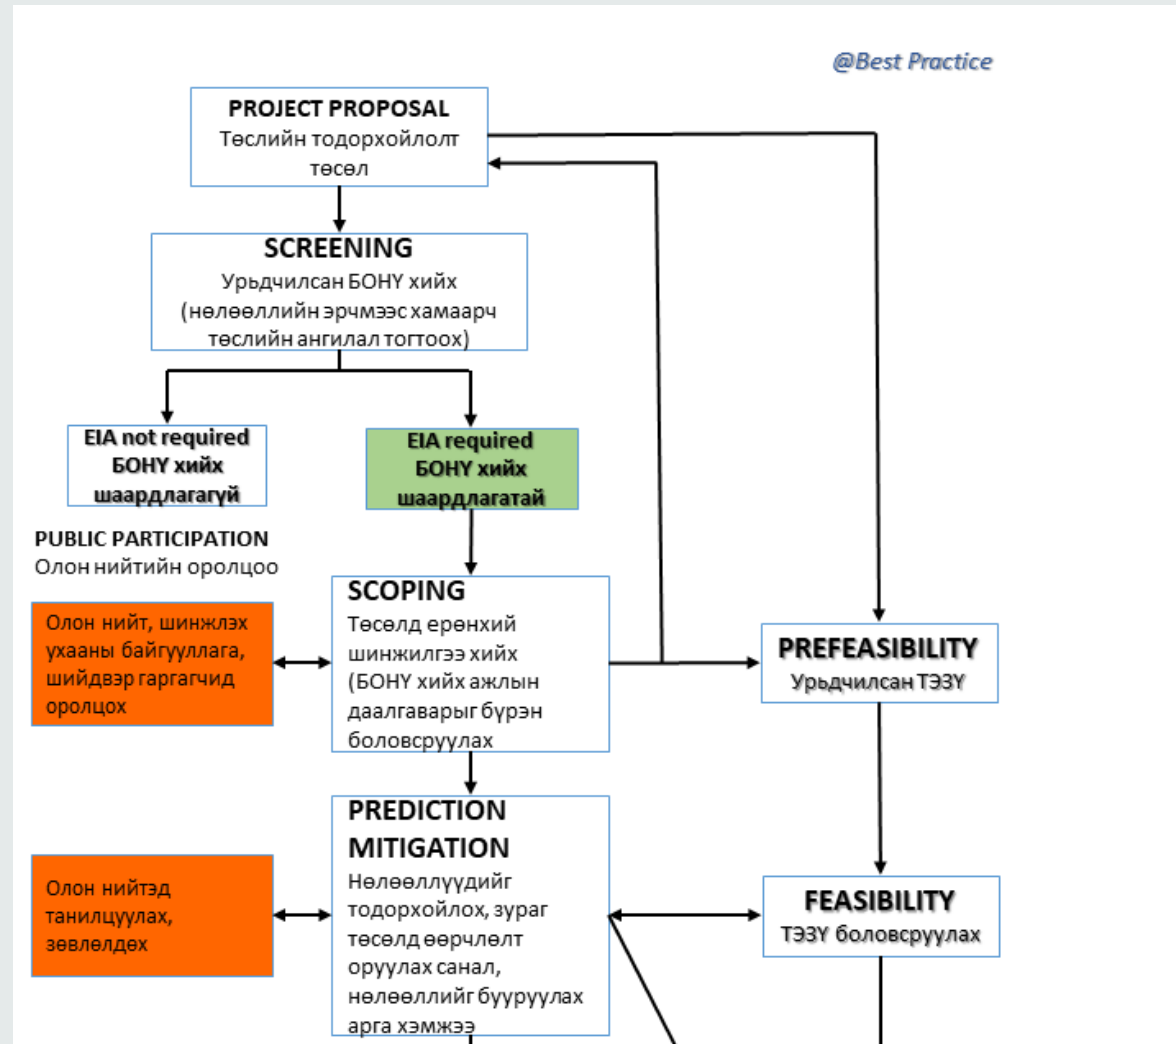 @Best Practice
PROJECT PROPOSAL
Төслийн тодорхойлолт
төсөл
SCREENING
Урьдчилсан БОНҮ хийх
(нөлөөллийн эрчмээс хамаарч
төслийн ангилал тогтоох)
EIA not required
БОНҮ хийх
шаардлагагүй
EIA required
БОНҮ хийх
шаардлагатай
PUBLIC PARTICIPATION
Олон нийтийн оролцоо
Олон нийт, шинжлэх
ухааны байгууллага,
шийдвэр гаргагчид
оролцох
SCOPING
Төсөлд ерөнхий
шинжилгээ хийх
(БОНҮ хийх ажлын
даалгаварыг бүрэн
боловсруулах
PREFEASIBILITY
Урьдчилсан ТЭЗҮ
PREDICTION
MITIGATION
Нөлөөллүүдийг
тодорхойлох, зураг
төсөлд өөрчлөлт
оруулах санал,
нөлөөллийг бууруулах
арга хэмжээ
Олон нийтэд
танилцуулах,
зөвлөлдөх
FEASIBILITY
ТЭЗҮ боловсруулах